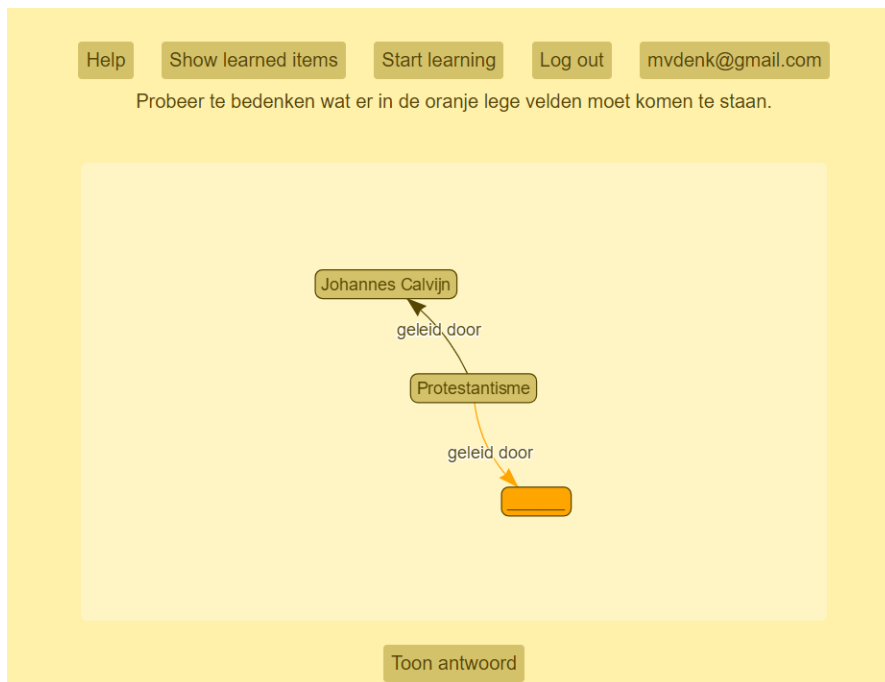 Help
Show learned items
Start learning
Log out
mvdenk@gmail.com
Probeer te bedenken wat er in de oranje lege velden moet komen te staan.
Johannes Calvijn
geleid door
Protestantisme
geleid door
Toon antwoord